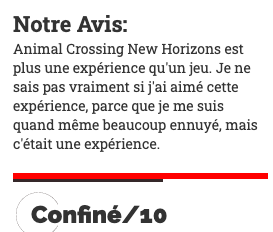 Notre Avis:
Animal Crossing New Horizons est
plus une expérience qu'un jeu. Je ne
sais pas vraiment si j'ai aimé cette
expérience, parce que je me suis
quand même beaucoup ennuyé, mais
c'était une expérience.
Confiné/10